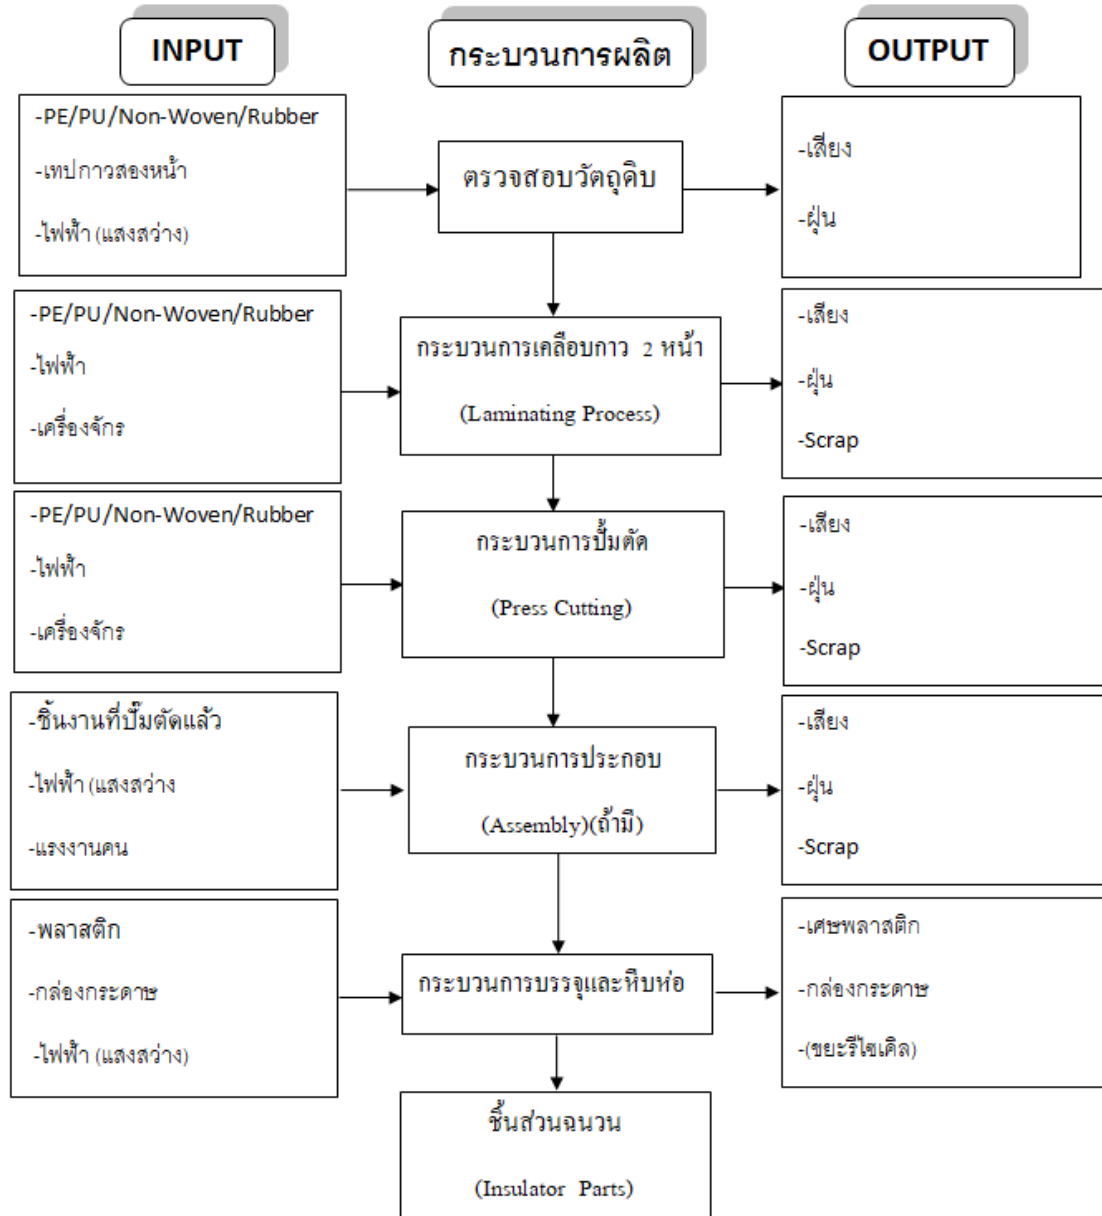 INPUT
กระบวนการผลิต
OUTPUT
-PE/PU/Non-Woven/Rubber
-เทปกาวสองหน้า
-ไฟฟ้า (แสงสว่าง)
ตรวจสอบวัตถุดิบ
-เสียง
-ฝุ่น
-PE/PU/Non-Woven/Rubber
-ไฟฟ้า
-เครื่องจักร
กระบวนการเคลือบกาว 2 หน้า
(Laminating Process)
-เสียง
-ฝุ่น
-Scrap
-PE/PU/Non-Woven/Rubber
-ไฟฟ้า
-เครื่องจักร
กระบวนการปั้มตัด
(Press Cutting)
-เสียง
-ฝุ่น
-Scrap
-ชิ้นงานที่ปั๊มตัดแล้ว
-ไฟฟ้า (แสงสว่าง
-แรงงานคน
กระบวนการประกอบ
(Assembly)(ถ้ามี)
-เสียง
-ฝุ่น
-Scrap
-พลาสติก
-กล่องกระดาษ
-ไฟฟ้า (แสงสว่าง)
กระบวนการบรรจุและหีบห่อ
-เศษพลาสติก
-กล่องกระดาษ
-(ขยะรีไซเคิล)
ชิ้นส่วนฉนวน
(Insulator Parts)